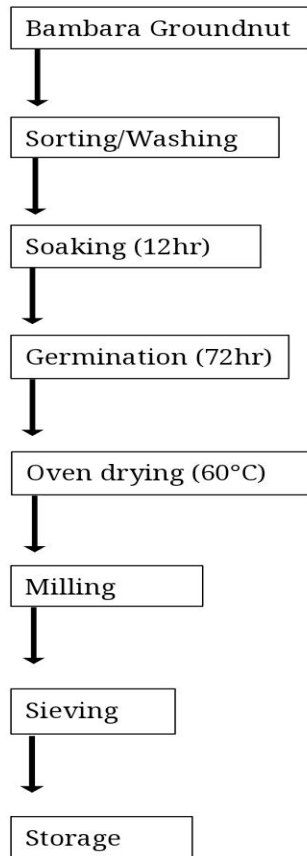 Bambara Groundnut
Sorting/Washing
Soaking (12hr)
Germination (72hr)
Oven drying (60°C)
Milling
Sieving
Storage